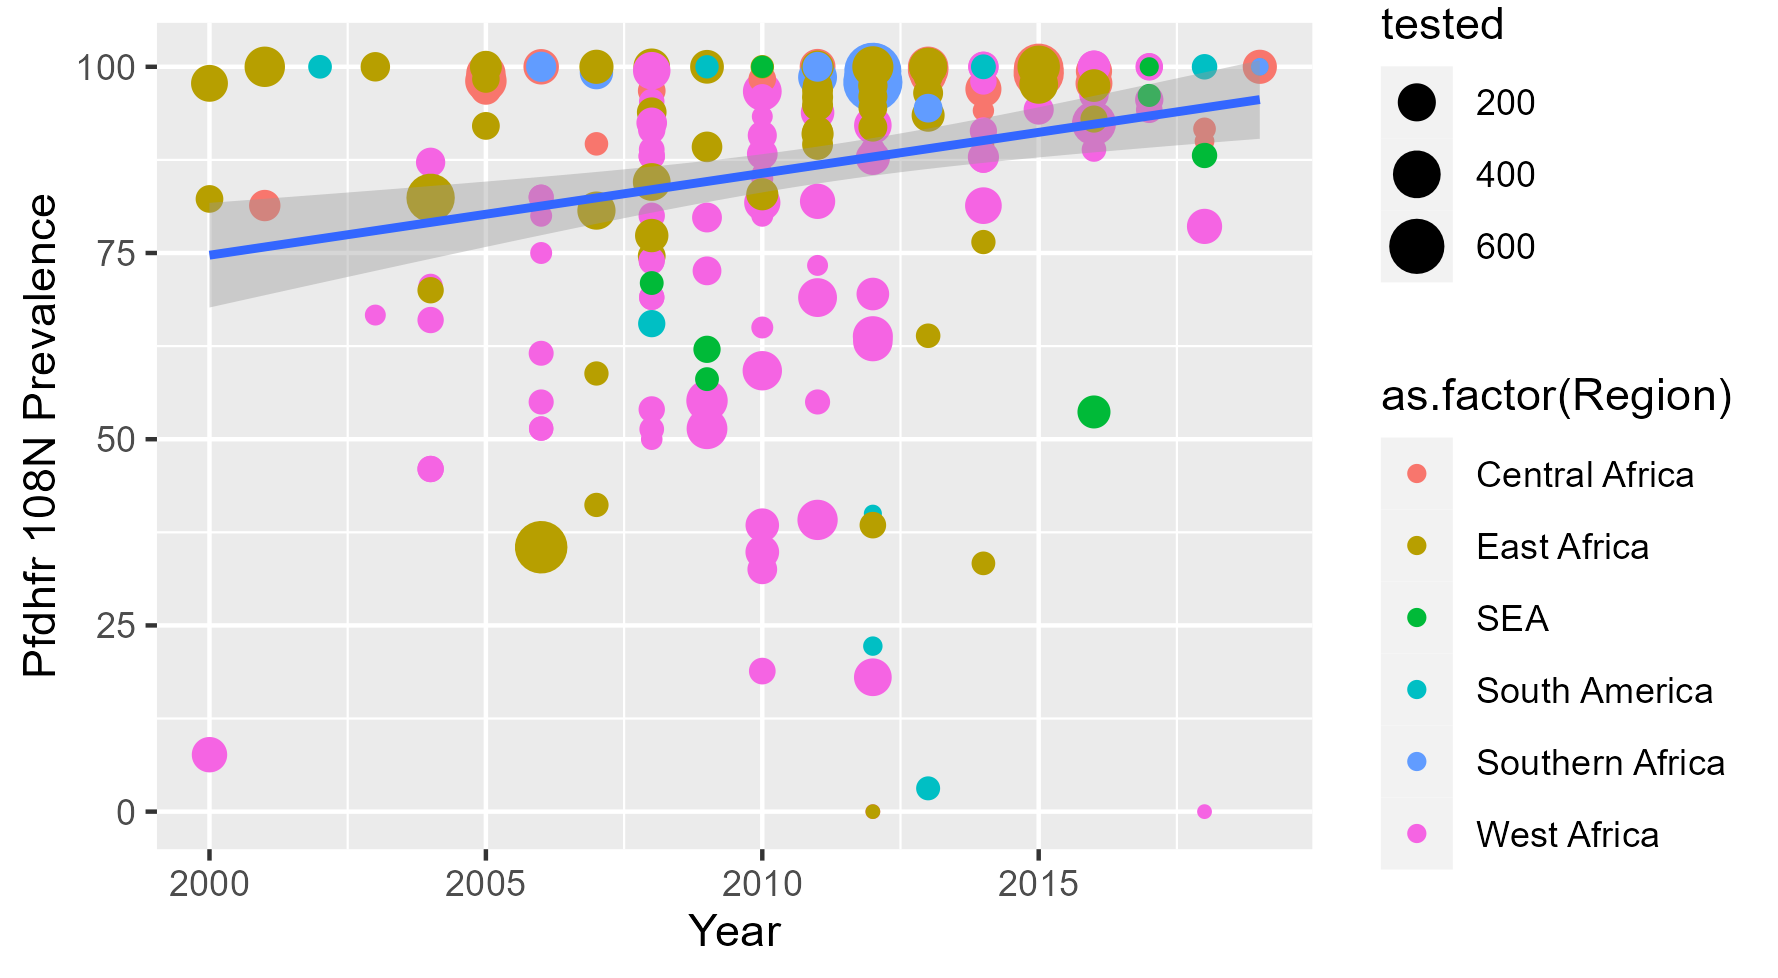 Pfdhfr 108N Prevalence
100
75
50
25
0
2000
2005
2010
2015
Year
tested
200
400
600
as.factor(Region)
Central Africa
East Africa
SEA
South America
Southern Africa
West Africa